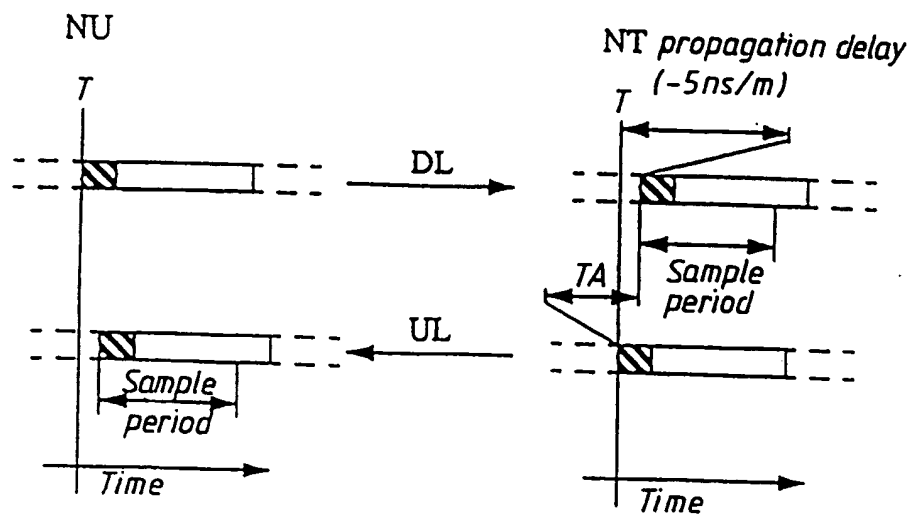 NU
NT propagation delay
(-5ns/m)
T
T
DL
TA
Sample
period
UL
Sample
period
Time
Time